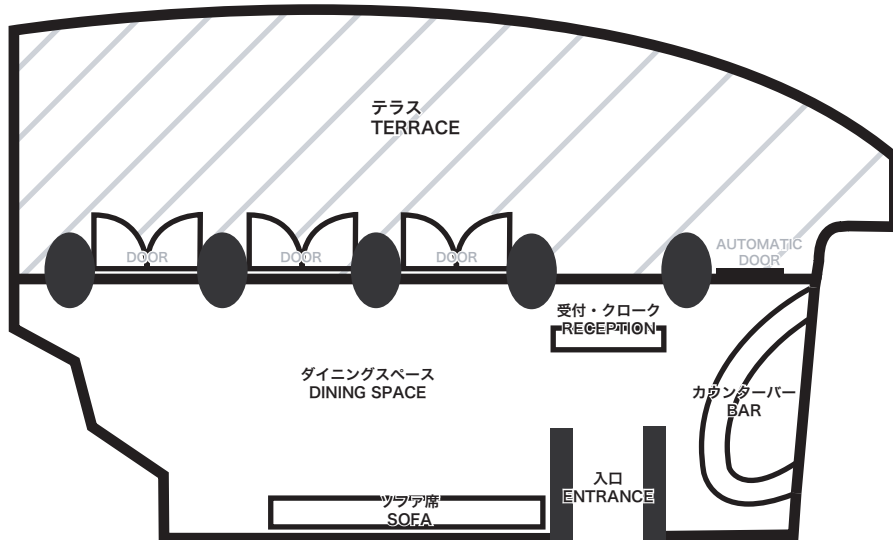 テラス
TERRACE
DOOR
DOOR
DOOR
AUTOMATIC
DOOR
受付・クローク
RECEPTION
ダイニングスペース
DINING SPACE
カウンターバー
BAR
入口
ENTRANCE
ソファ席
SOFA